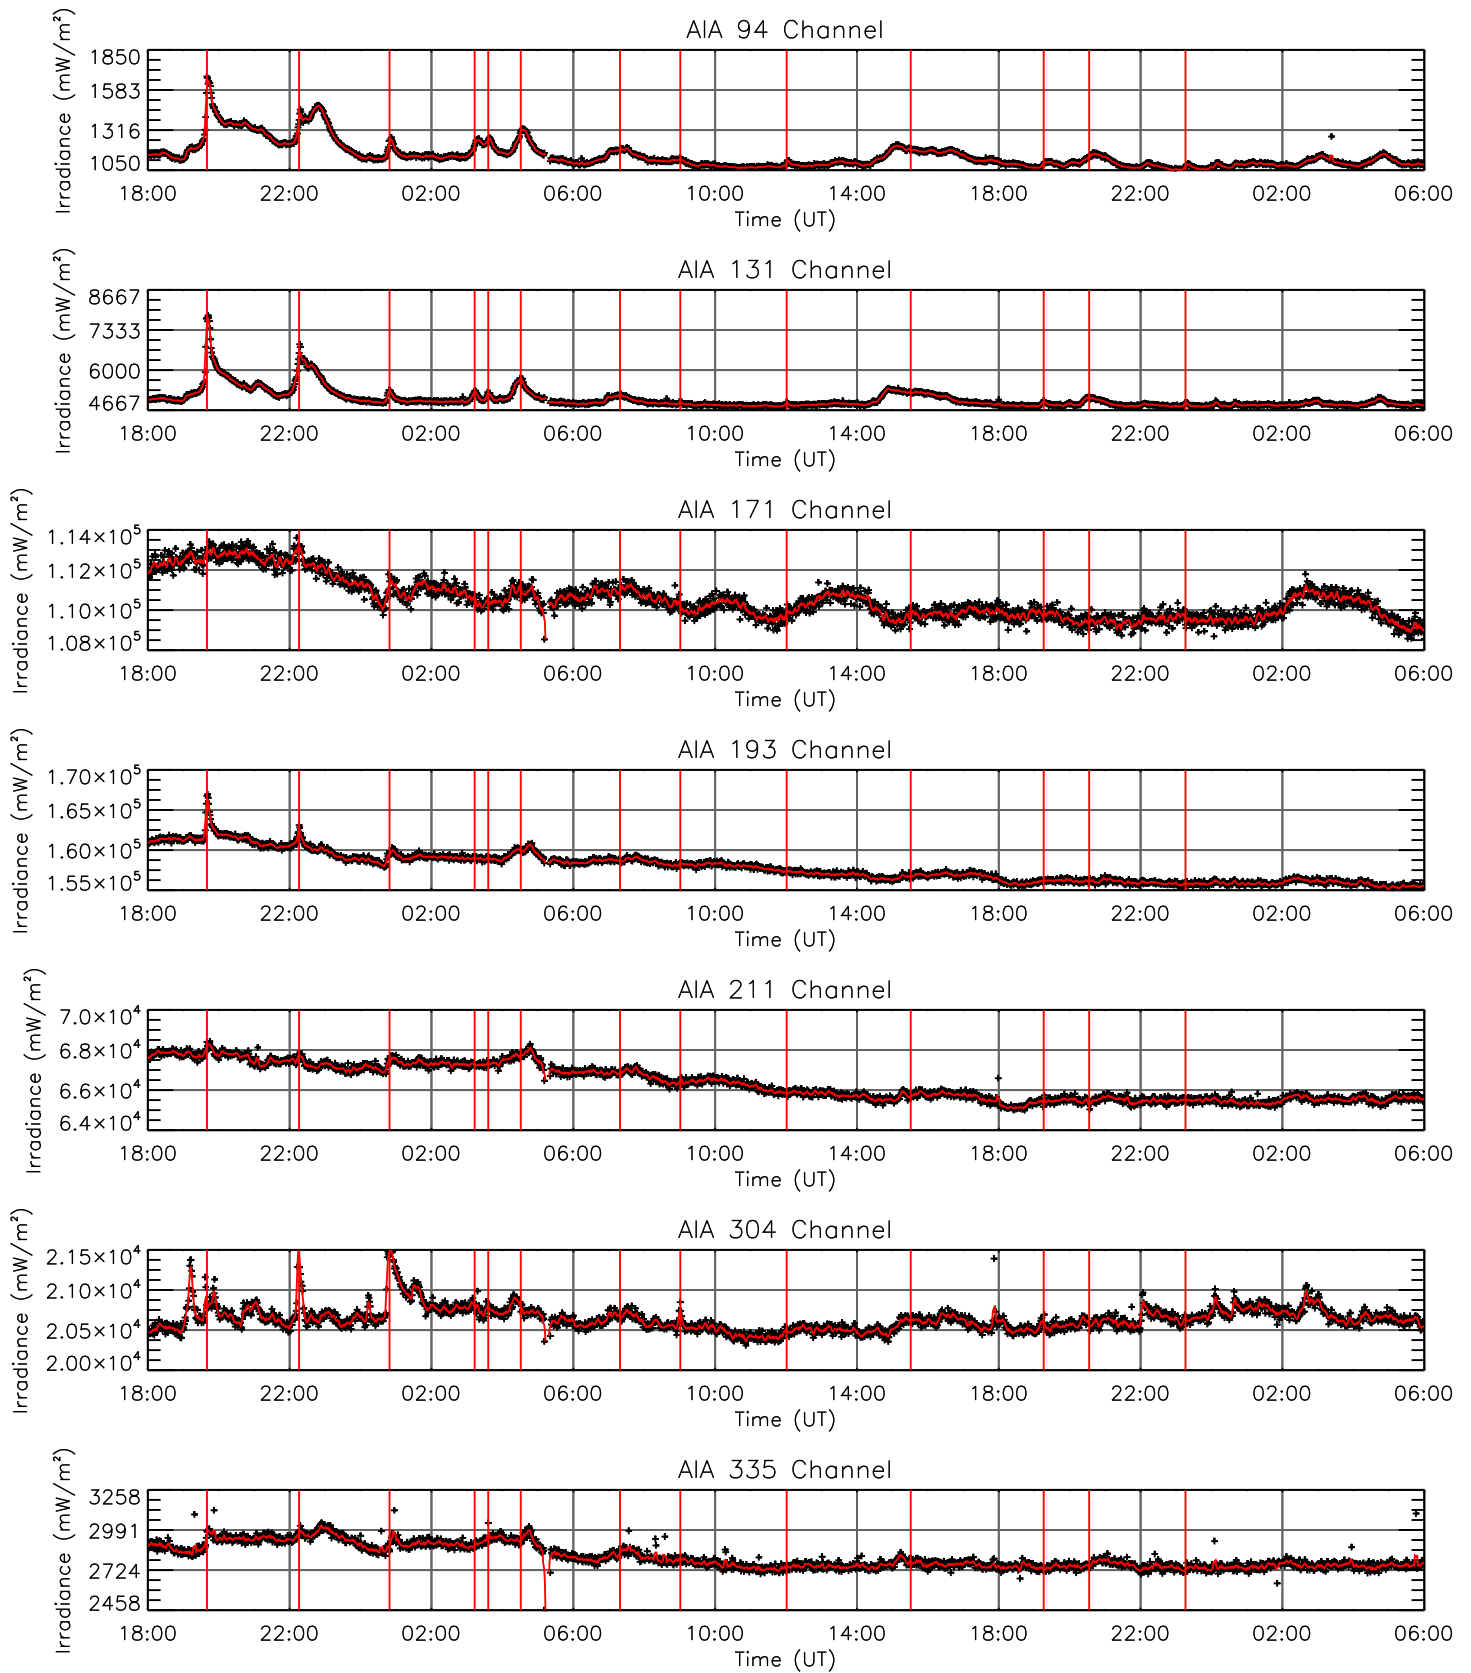 AIA 94 Channel
Irradiance (mW/m²)
1850
1583
1316
1050
18:00 22:00 02:00 06:00 10:00 14:00 18:00 22:00 02:00 06:00
Time (UT)
AIA 131 Channel
Irradiance (mW/m²)
8667
7333
6000
4667
18:00 22:00 02:00 06:00 10:00 14:00 18:00 22:00 02:00 06:00
Time (UT)
AIA 171 Channel
Irradiance (mW/m²)
1.14×10⁵
1.12×10⁵
1.10×10⁵
1.08×10⁵
18:00 22:00 02:00 06:00 10:00 14:00 18:00 22:00 02:00 06:00
Time (UT)
AIA 193 Channel
Irradiance (mW/m²)
1.70×10⁵
1.65×10⁵
1.60×10⁵
1.55×10⁵
18:00 22:00 02:00 06:00 10:00 14:00 18:00 22:00 02:00 06:00
Time (UT)
AIA 211 Channel
Irradiance (mW/m²)
7.0×10⁴
6.8×10⁴
6.6×10⁴
6.4×10⁴
18:00 22:00 02:00 06:00 10:00 14:00 18:00 22:00 02:00 06:00
Time (UT)
AIA 304 Channel
Irradiance (mW/m²)
2.15×10⁴
2.10×10⁴
2.05×10⁴
2.00×10⁴
18:00 22:00 02:00 06:00 10:00 14:00 18:00 22:00 02:00 06:00
Time (UT)
AIA 335 Channel
Irradiance (mW/m²)
3258
2991
2724
2458
18:00 22:00 02:00 06:00 10:00 14:00 18:00 22:00 02:00 06:00
Time (UT)